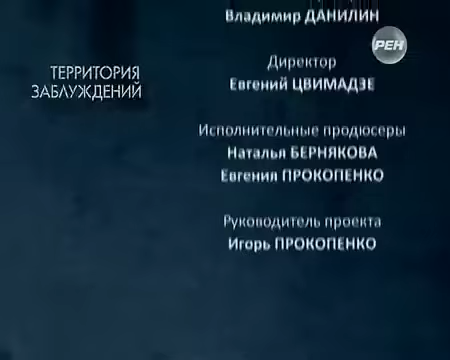 Владимир ДАНИЛИН
РЕН
Директор
Евгений ЦВИМАДЗЕ
ТЕРРИТОРИЯ
ЗАБЛУЖДЕНИЙ
Исполнительные продюсеры
Наталья БЕРНЯКОВА
Евгения ПРОКОПЕНКО
Руководитель проекта
Игорь ПРОКОПЕНКО